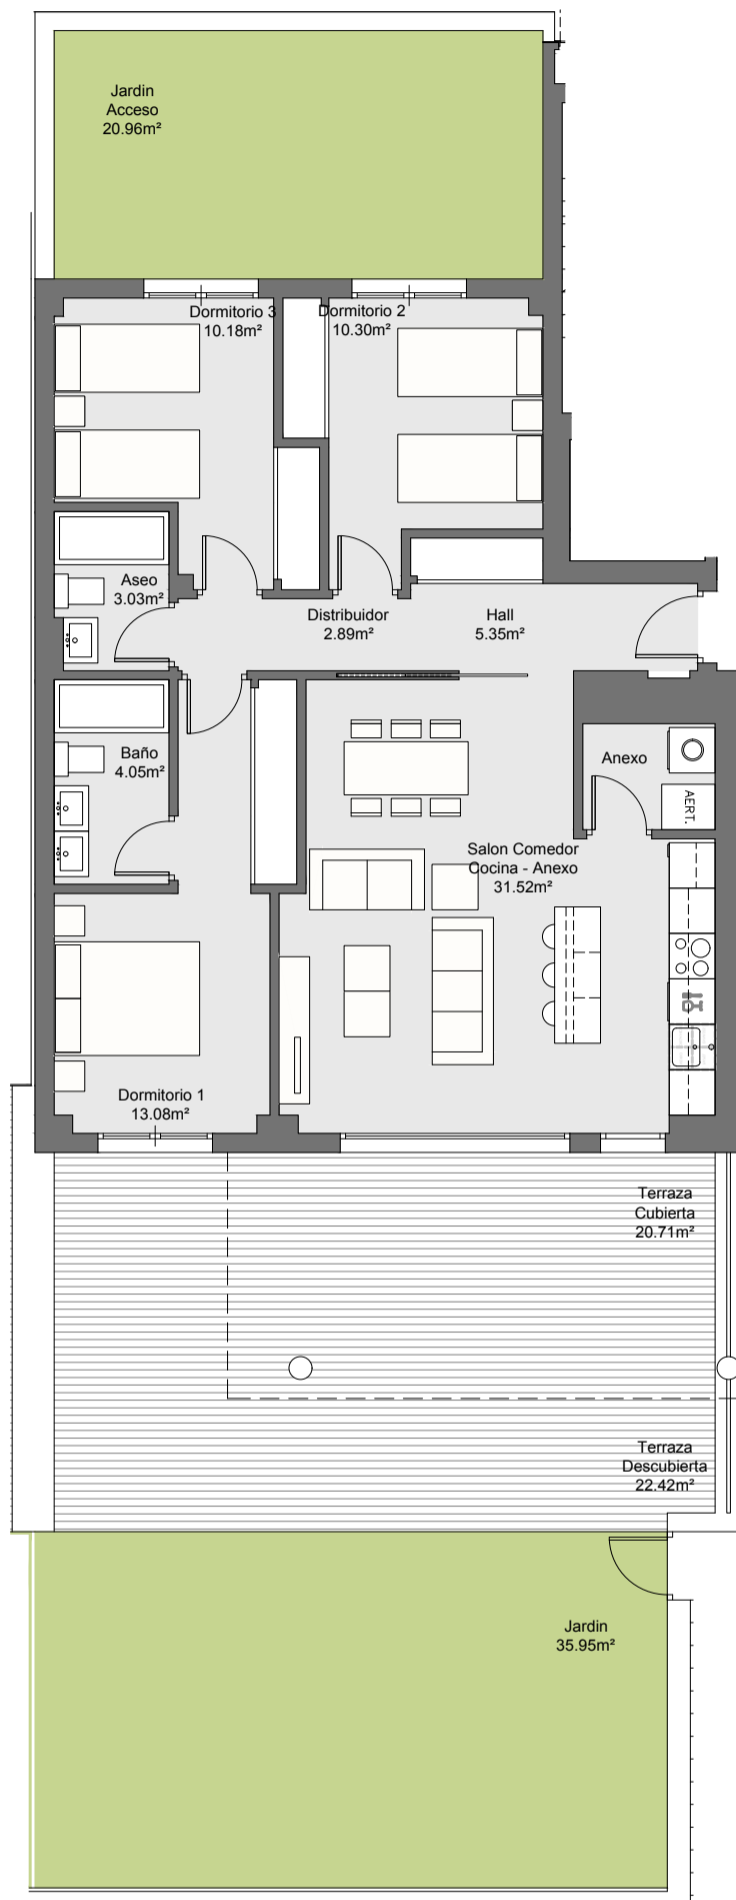 Jardin
Acceso
20.96m²
Dormitorio 3
10.18m²
Dormitorio 2
10.30m²
Aseo
3.03m²
Distribuidor
2.89m²
Hall
5.35m²
Baño
4.05m²
Anexo
AERT.
Salon Comedor
Cocina - Anexo
31.52m²
Dormitorio 1
13.08m²
Terraza
Cubierta
20.71m²
Terraza
Descubierta
22.42m²
Jardin
35.95m²